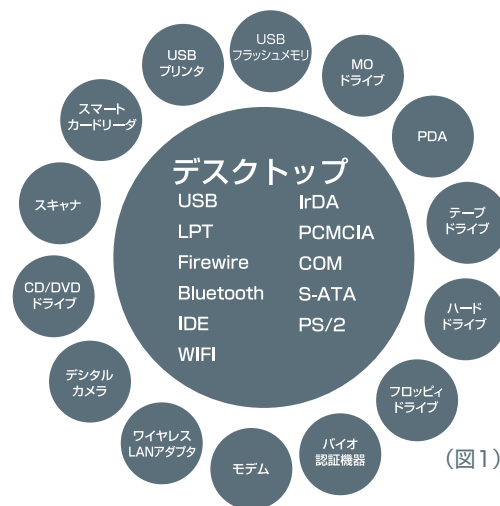 USB
フラッシュメモリ
MO
ドライブ
PDA
テープ
ドライブ
ハード
ドライブ
フロッピィ
ドライブ
バイオ
認証機器
モデム
ワイヤレス
LANアダプタ
デジタル
カメラ
CD/DVD
ドライブ
スキャナ
スマート
カードリーダ
USB
プリンタ
デスクトップ
USB
LPT
Firewire
Bluetooth
IDE
WIFI
IrDA
PCMCIA
COM
S-ATA
PS/2
(図1)